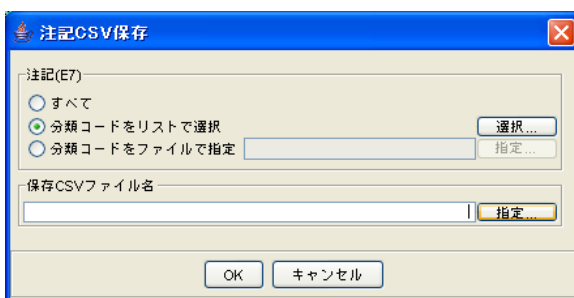 注記CSV保存
注記(E7)
すべて
分類コードをリストで選択
選択...
分類コードをファイルで指定
指定...
保存CSVファイル名
指定...
OK
キャンセル